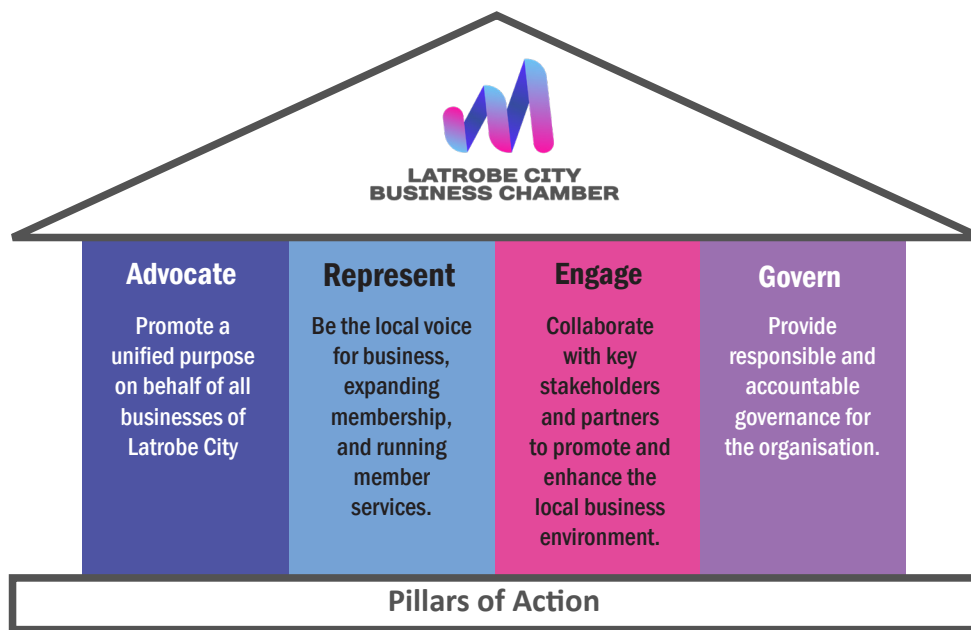 LATROBE CITY
BUSINESS CHAMBER
Advocate
Promote a
unified purpose
on behalf of all
businesses of
Latrobe City
Represent
Be the local voice
for business,
expanding
membership,
and running
member
services.
Engage
Collaborate
with key
stakeholders
and partners
to promote and
enhance the
local business
environment.
Govern
Provide
responsible and
accountable
governance for
the organisation.
Pillars of Action